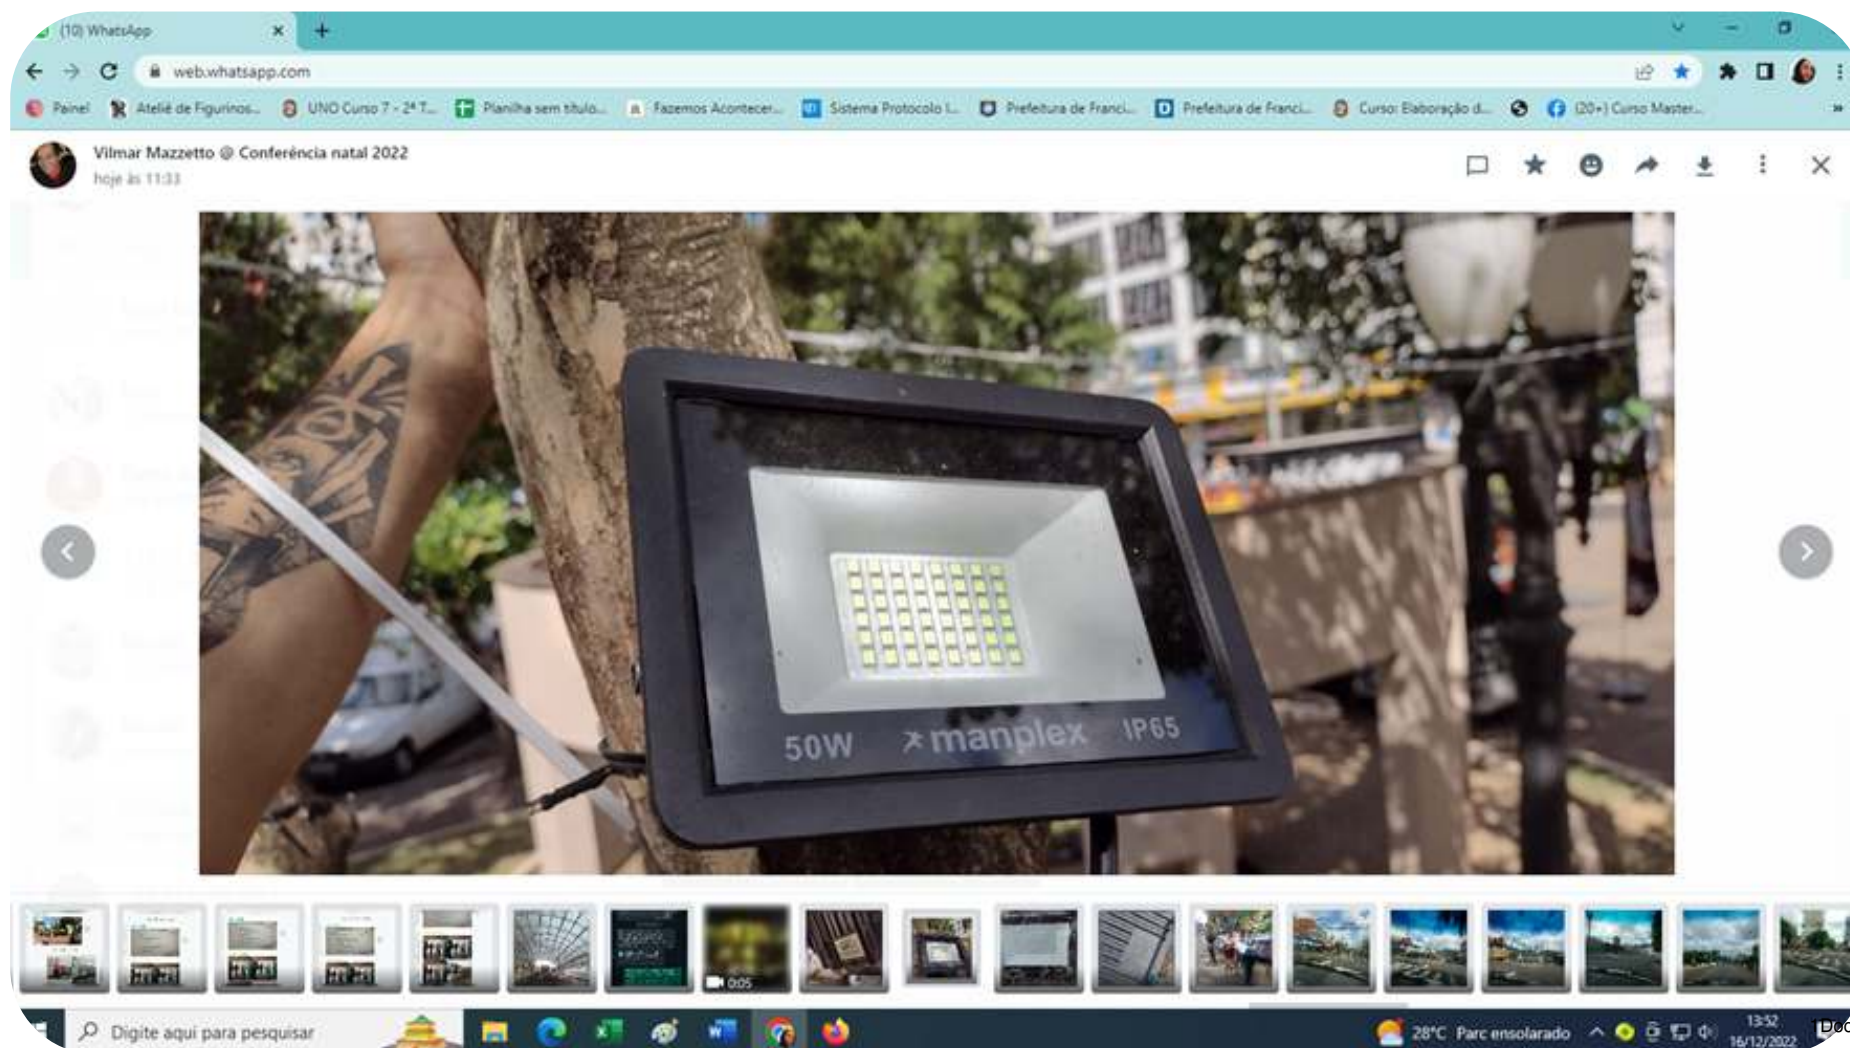 (10) WhatsApp
web.whatsapp.com
Painel
Ateliê de Figurinos...
UNO Curso 7 - 2ª T...
Planilha sem título...
Fazemos Acontecer...
Sistema Protocolo I...
Prefeitura de Franci...
Prefeitura de Franci...
Curso: Elaboração d...
(20+) Curso Master...
Vilmar Mazzetto @ Conferência natal 2022
hoje às 11:33
50W manplex IP65
0:05
Digite aqui para pesquisar
28°C Parc ensolarado
13:52
16/12/2022